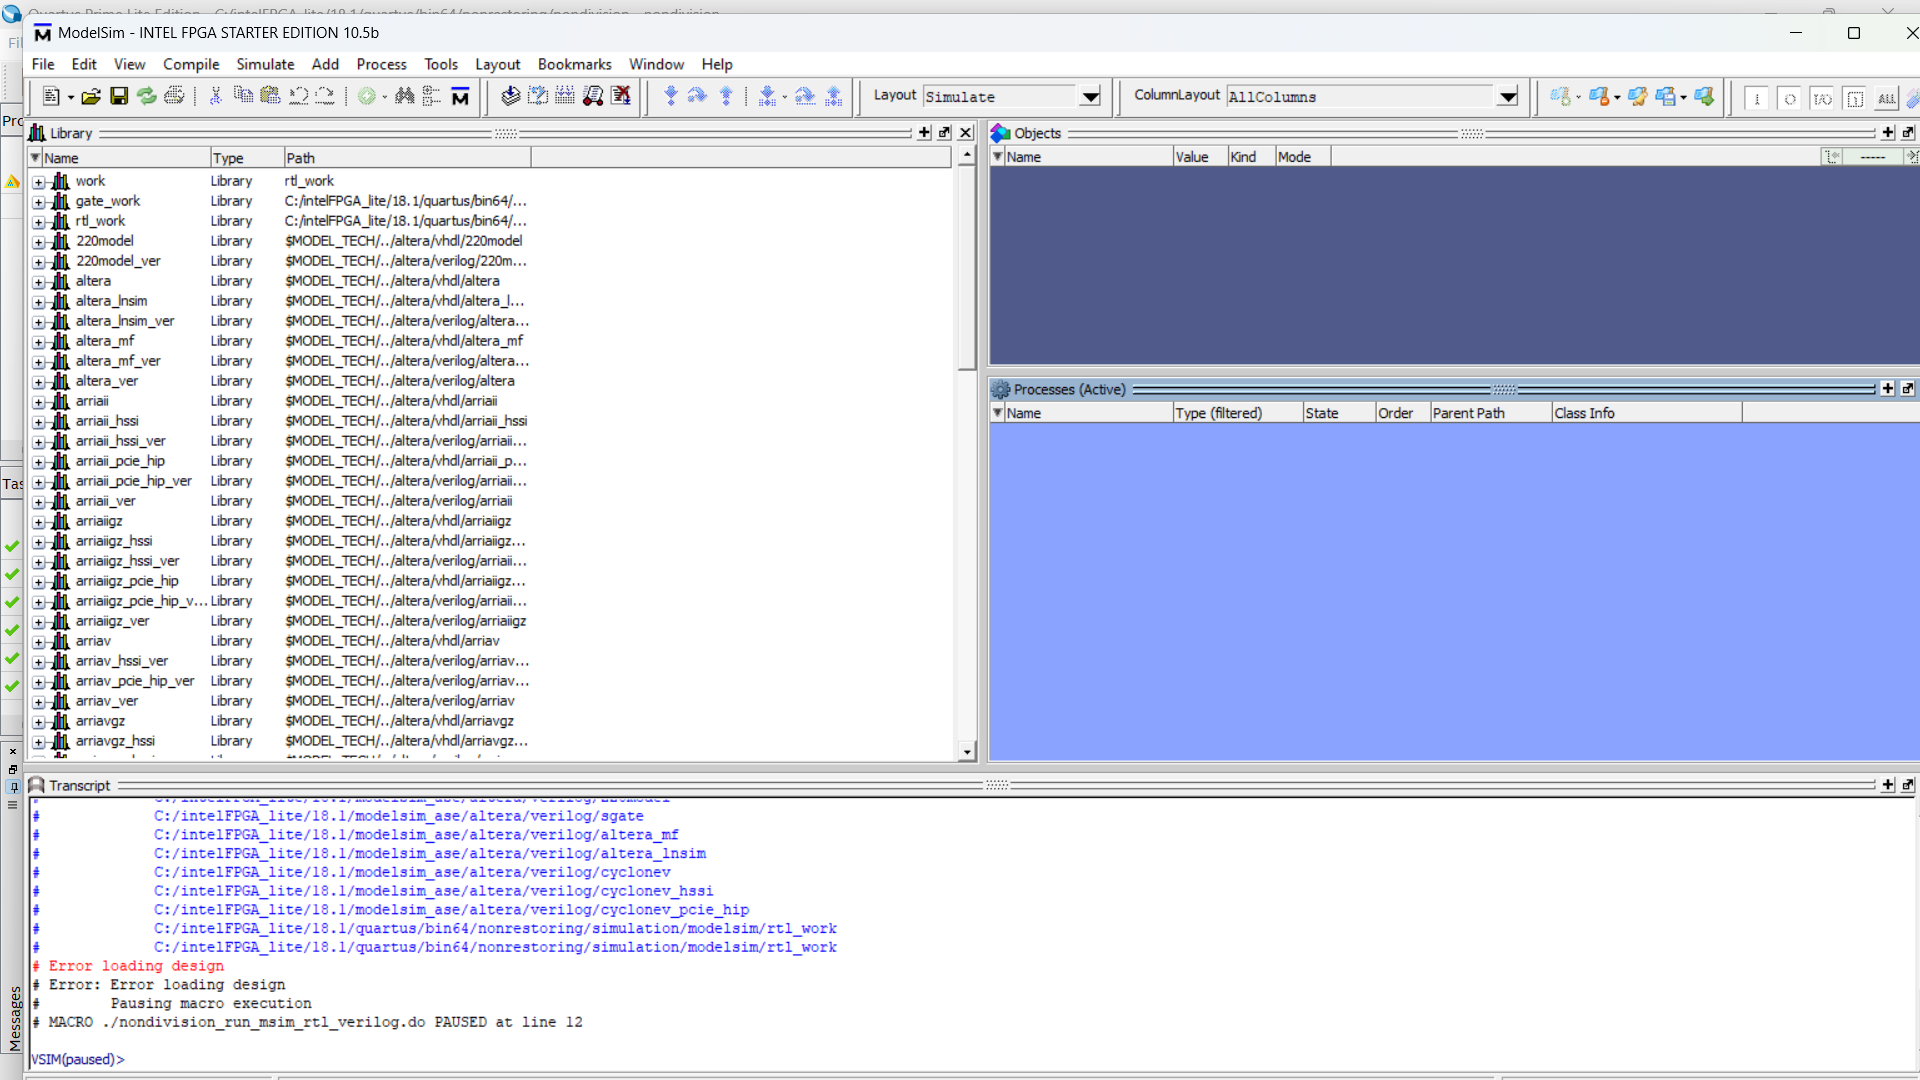 ModelSim - INTEL FPGA STARTER EDITION 10.5b
File Edit View Compile Simulate Add Process Tools Layout Bookmarks Window Help
Layout Simulate ColumnLayout AllColumns
Library
Name Type Path
work Library rtl_work
gate_work Library C:/intelFPGA_lite/18.1/quartus/bin64/...
rtl_work Library C:/intelFPGA_lite/18.1/quartus/bin64/...
220model Library $MODEL_TECH/../altera/vhdl/220model
220model_ver Library $MODEL_TECH/../altera/verilog/220m...
altera Library $MODEL_TECH/../altera/vhdl/altera
altera_lnsim Library $MODEL_TECH/../altera/vhdl/altera_l...
altera_lnsim_ver Library $MODEL_TECH/../altera/verilog/altera...
altera_mf Library $MODEL_TECH/../altera/vhdl/altera_mf
altera_mf_ver Library $MODEL_TECH/../altera/verilog/altera...
altera_ver Library $MODEL_TECH/../altera/verilog/altera
arriaii Library $MODEL_TECH/../altera/vhdl/arriaii
arriaii_hssi Library $MODEL_TECH/../altera/vhdl/arriaii_hssi
arriaii_hssi_ver Library $MODEL_TECH/../altera/verilog/arriaii...
arriaii_pcie_hip Library $MODEL_TECH/../altera/vhdl/arriaii_p...
arriaii_pcie_hip_ver Library $MODEL_TECH/../altera/verilog/arriaii...
arriaii_ver Library $MODEL_TECH/../altera/verilog/arriaii
arriaiigz Library $MODEL_TECH/../altera/vhdl/arriaiigz
arriaiigz_hssi Library $MODEL_TECH/../altera/vhdl/arriaiigz...
arriaiigz_hssi_ver Library $MODEL_TECH/../altera/verilog/arriaii...
arriaiigz_pcie_hip Library $MODEL_TECH/../altera/vhdl/arriaiigz...
arriaiigz_pcie_hip_v... Library $MODEL_TECH/../altera/verilog/arriaii...
arriaiigz_ver Library $MODEL_TECH/../altera/verilog/arriaiigz
arriav Library $MODEL_TECH/../altera/vhdl/arriav
arriav_hssi_ver Library $MODEL_TECH/../altera/verilog/arriav...
arriav_pcie_hip_ver Library $MODEL_TECH/../altera/verilog/arriav...
arriav_ver Library $MODEL_TECH/../altera/verilog/arriav
arriavgz Library $MODEL_TECH/../altera/vhdl/arriavgz
arriavgz_hssi Library $MODEL_TECH/../altera/vhdl/arriavgz...
Objects
Name Value Kind Mode
Processes (Active)
Name Type (filtered) State Order Parent Path Class Info
Transcript
# C:/intelFPGA_lite/18.1/modelsim_ase/altera/verilog/220model
# C:/intelFPGA_lite/18.1/modelsim_ase/altera/verilog/sgate
# C:/intelFPGA_lite/18.1/modelsim_ase/altera/verilog/altera_mf
# C:/intelFPGA_lite/18.1/modelsim_ase/altera/verilog/altera_lnsim
# C:/intelFPGA_lite/18.1/modelsim_ase/altera/verilog/cyclonev
# C:/intelFPGA_lite/18.1/modelsim_ase/altera/verilog/cyclonev_hssi
# C:/intelFPGA_lite/18.1/modelsim_ase/altera/verilog/cyclonev_pcie_hip
# C:/intelFPGA_lite/18.1/quartus/bin64/nonrestoring/simulation/modelsim/rtl_work
# C:/intelFPGA_lite/18.1/quartus/bin64/nonrestoring/simulation/modelsim/rtl_work
# Error loading design
# Error: Error loading design
# Pausing macro execution
# MACRO ./nondivision_run_msim_rtl_verilog.do PAUSED at line 12
VSIM(paused)>
Messages